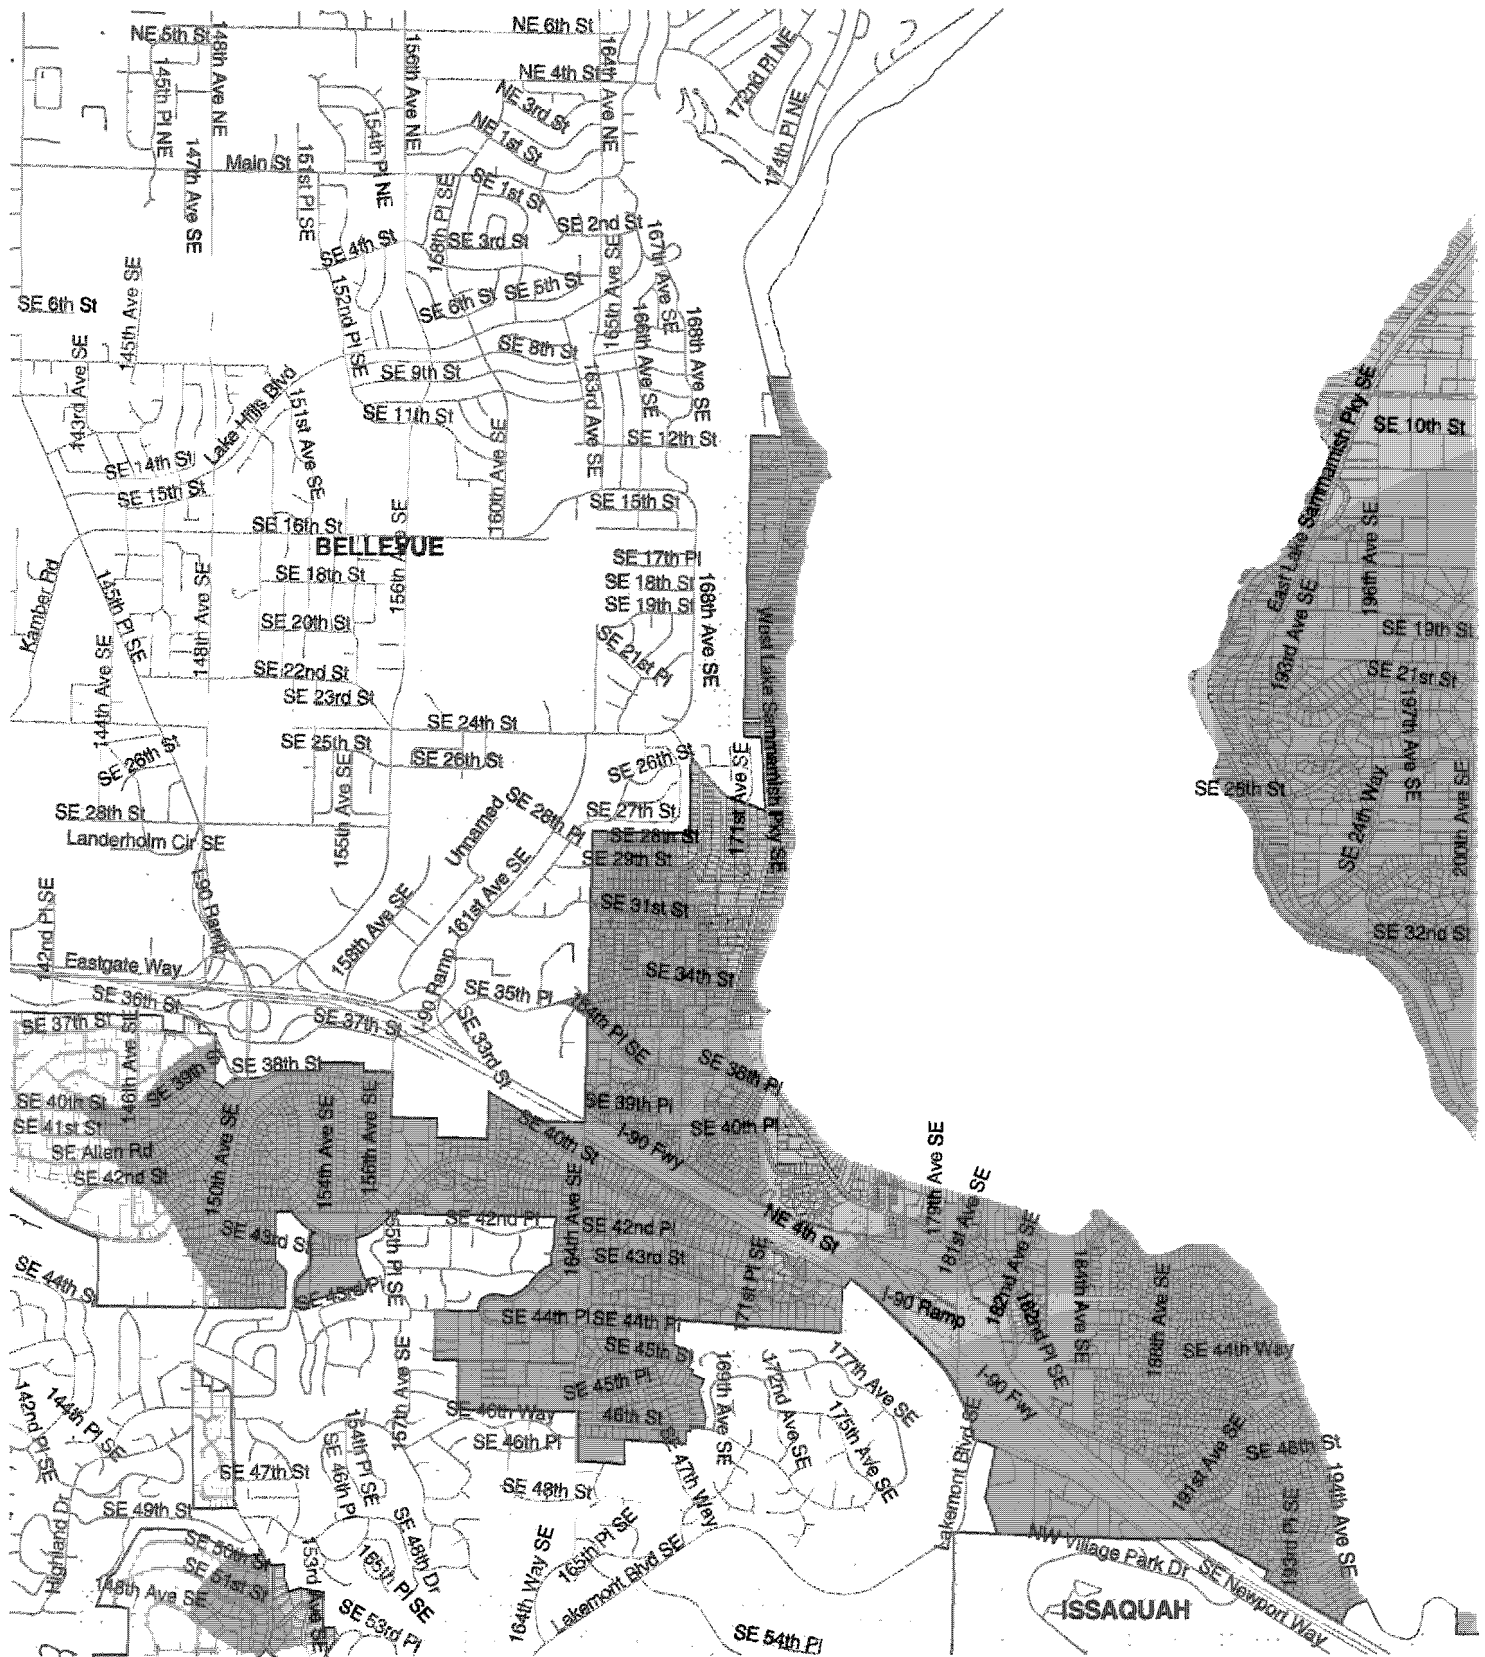 NE 6th St
NE 5th St
148th Ave NE
156th Ave NE
164th Ave NE
172nd Pl NE
NE 4th St
145th Pl NE
NE 3rd St
154th Pl NE
NE 1st St
174th Pl NE
147th Ave SE
Main St
151st Pl SE
SE 1st St
158th Pl SE
SE 2nd St
167th Ave SE
SE 3rd St
SE 4th St
165th Ave SE
145th Ave SE
152nd Pl SE
SE 5th St
SE 6th St
SE 6th St
166th Ave SE
168th Ave SE
143rd Ave SE
SE 8th St
SE 9th St
163rd Ave SE
Lake Hills Blvd
151st Ave SE
SE 11th St
SE 12th St
160th Ave SE
SE 10th St
East Lake Sammamish Pky SE
SE 14th St
SE 15th St
SE 15th St
SE 16th St
156th Ave SE
BELLEVUE
196th Ave SE
Kamber Rd
145th Pl SE
148th Ave SE
SE 17th Pl
SE 18th St
SE 18th St
168th Ave SE
SE 19th St
SE 20th St
West Lake Sammamish Pky SE
193rd Ave SE
SE 19th St
SE 21st Pl
144th Ave SE
SE 22nd St
SE 21st St
SE 23rd St
197th Ave SE
SE 24th St
SE 25th St
SE 26th St
SE 26th St
SE 26th St
155th Ave SE
171st Ave SE
SE 24th Way
200th Ave SE
SE 25th St
SE 28th St
Unnamed
SE 26th Pl
SE 27th St
SE 28th St
Landerholm Cir SE
SE 29th St
I-90 Ramp
161st Ave SE
SE 31st St
142nd Pl SE
158th Ave SE
SE 32nd St
Eastgate Way
I-90 Ramp
SE 34th St
SE 36th St
SE 35th Pl
164th Pl SE
SE 37th St
SE 37th St
146th Ave SE
SE 33rd St
SE 38th St
SE 39th St
SE 38th Pl
SE 40th St
SE 39th Pl
SE 41st St
SE 40th St
I-90 Fwy
SE 40th Pl
SE Allen Rd
150th Ave SE
154th Ave SE
156th Ave SE
SE 42nd St
164th Ave SE
179th Ave SE
181st Ave SE
SE 43rd St
155th Pl SE
SE 42nd Pl
SE 42nd Pl
NE 4th St
SE 43rd St
171st Pl SE
182nd Ave SE
184th Ave SE
SE 44th St
SE 45rd Pl
I-90 Ramp
182nd Pl SE
SE 44th Pl
SE 44th Pl
SE 45th St
SE 44th Way
157th Ave SE
SE 45th Pl
169th Ave SE
172nd Ave SE
177th Ave SE
I-90 Fwy
142nd Pl SE
144th Pl SE
SE 46th Way
46th St
175th Ave SE
Lakemont Blvd SE
191st Ave SE
SE 48th St
154th Pl SE
SE 46th Pl
SE 46th Pl
SE 47th St
SE 47th Way
SE 48th St
194th Ave SE
Highland Dr
SE 49th St
SE 48th Dr
193rd Pl SE
SE 50th St
SE 51st St
148th Ave SE
153rd Ave SE
155th Pl SE
164th Way SE
165th Pl SE
Lakemont Blvd SE
NW Village Park Dr
SE Newport Way
ISSAQUAH
SE 53rd Pl
SE 54th Pl